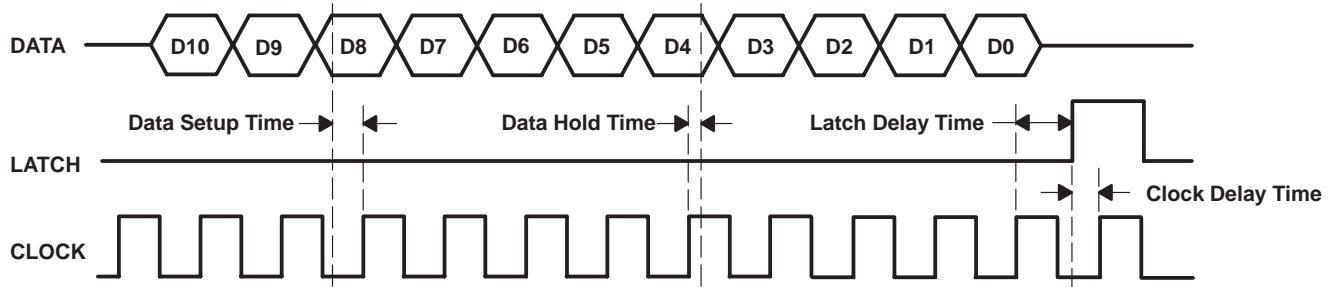 DATA D10 D9 D8 D7 D6 D5 D4 D3 D2 D1 D0
Data Setup Time Data Hold Time Latch Delay Time
LATCH
Clock Delay Time
CLOCK